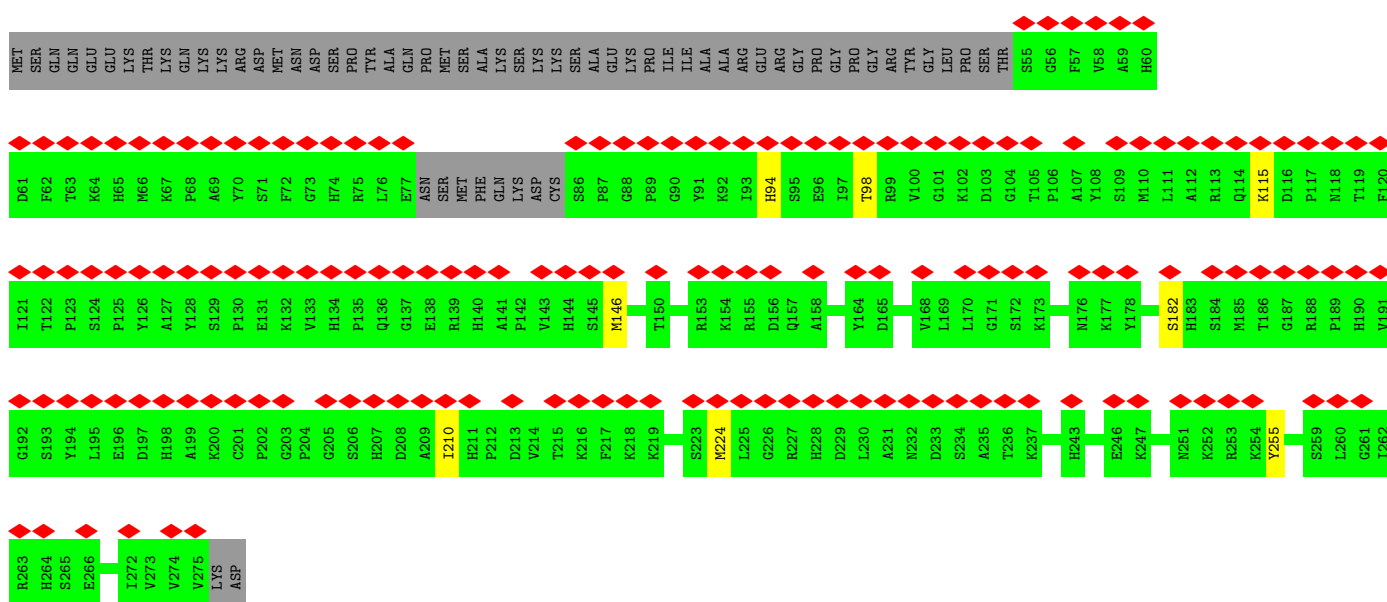 MET SER GLN GLN GLU GLU LYS THR LYS GLN LYS LYS ARG ASP MET ASN ASP SER PRO TYR ALA GLN PRO MET SER ALA LYS SER LYS LYS SER ALA GLU LYS PRO ILE ILE ALA ALA ARG GLU ARG GLY PRO GLY PRO GLY ARG TYR GLY LEU PRO SER THR S55 G56 F57 V58 A59 H60
D61 F62 T63 K64 H65 M66 K67 P68 A69 Y70 S71 F72 G73 H74 R75 L76 E77 ASN SER MET PHE GLN LYS ASP CYS S86 P87 G88 P89 G90 Y91 K92 I93 H94 S95 E96 I97 T98 R99 V100 G101 K102 D103 G104 T105 P106 A107 Y108 S109 M110 L111 A112 R113 Q114 K115 D116 P117 N118 T119 F120
I121 T122 P123 S124 P125 Y126 A127 Y128 S129 P130 E131 K132 V133 H134 P135 Q136 G137 E138 R139 H140 A141 P142 V143 H144 S145 M146 T150 R153 K154 R155 D156 Q157 A158 Y164 D165 V168 L169 L170 G171 S172 K173 N176 K177 Y178 S182 H183 S184 M185 T186 G187 R188 P189 H190 V191
G192 S193 Y194 L195 E196 D197 H198 A199 K200 C201 P202 G203 P204 G205 S206 H207 D208 A209 I210 H211 P212 D213 V214 T215 K216 F217 K218 K219 S223 M224 L225 G226 R227 H228 D229 L230 A231 N232 D233 S234 A235 T236 K237 H243 E246 K247 N251 K252 R253 K254 Y255 S259 L260 G261 I262
R263 H264 S265 E266 I272 V273 V274 V275 LYS ASP